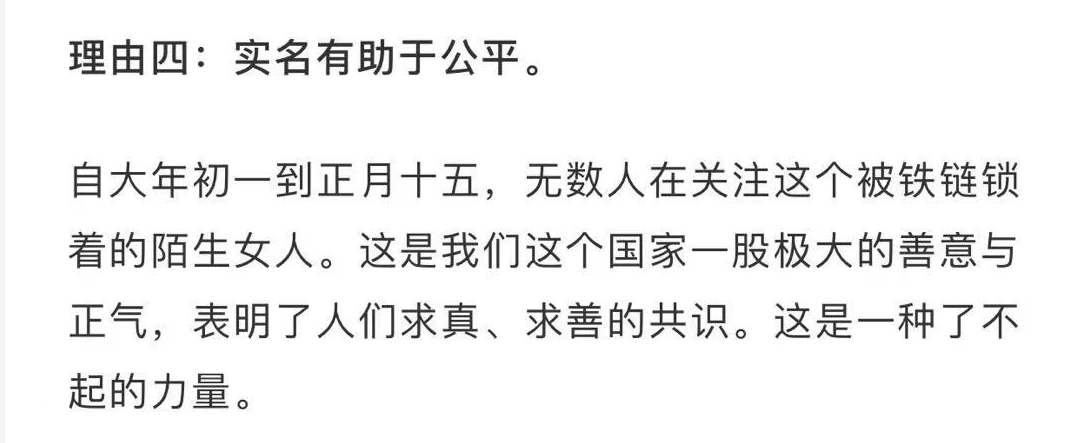 理由四：实名有助于公平。
自大年初一到正月十五，无数人在关注这个被铁链锁
着的陌生女人。这是我们这个国家一股极大的善意与
正气，表明了人们求真、求善的共识。这是一种了不
起的力量。